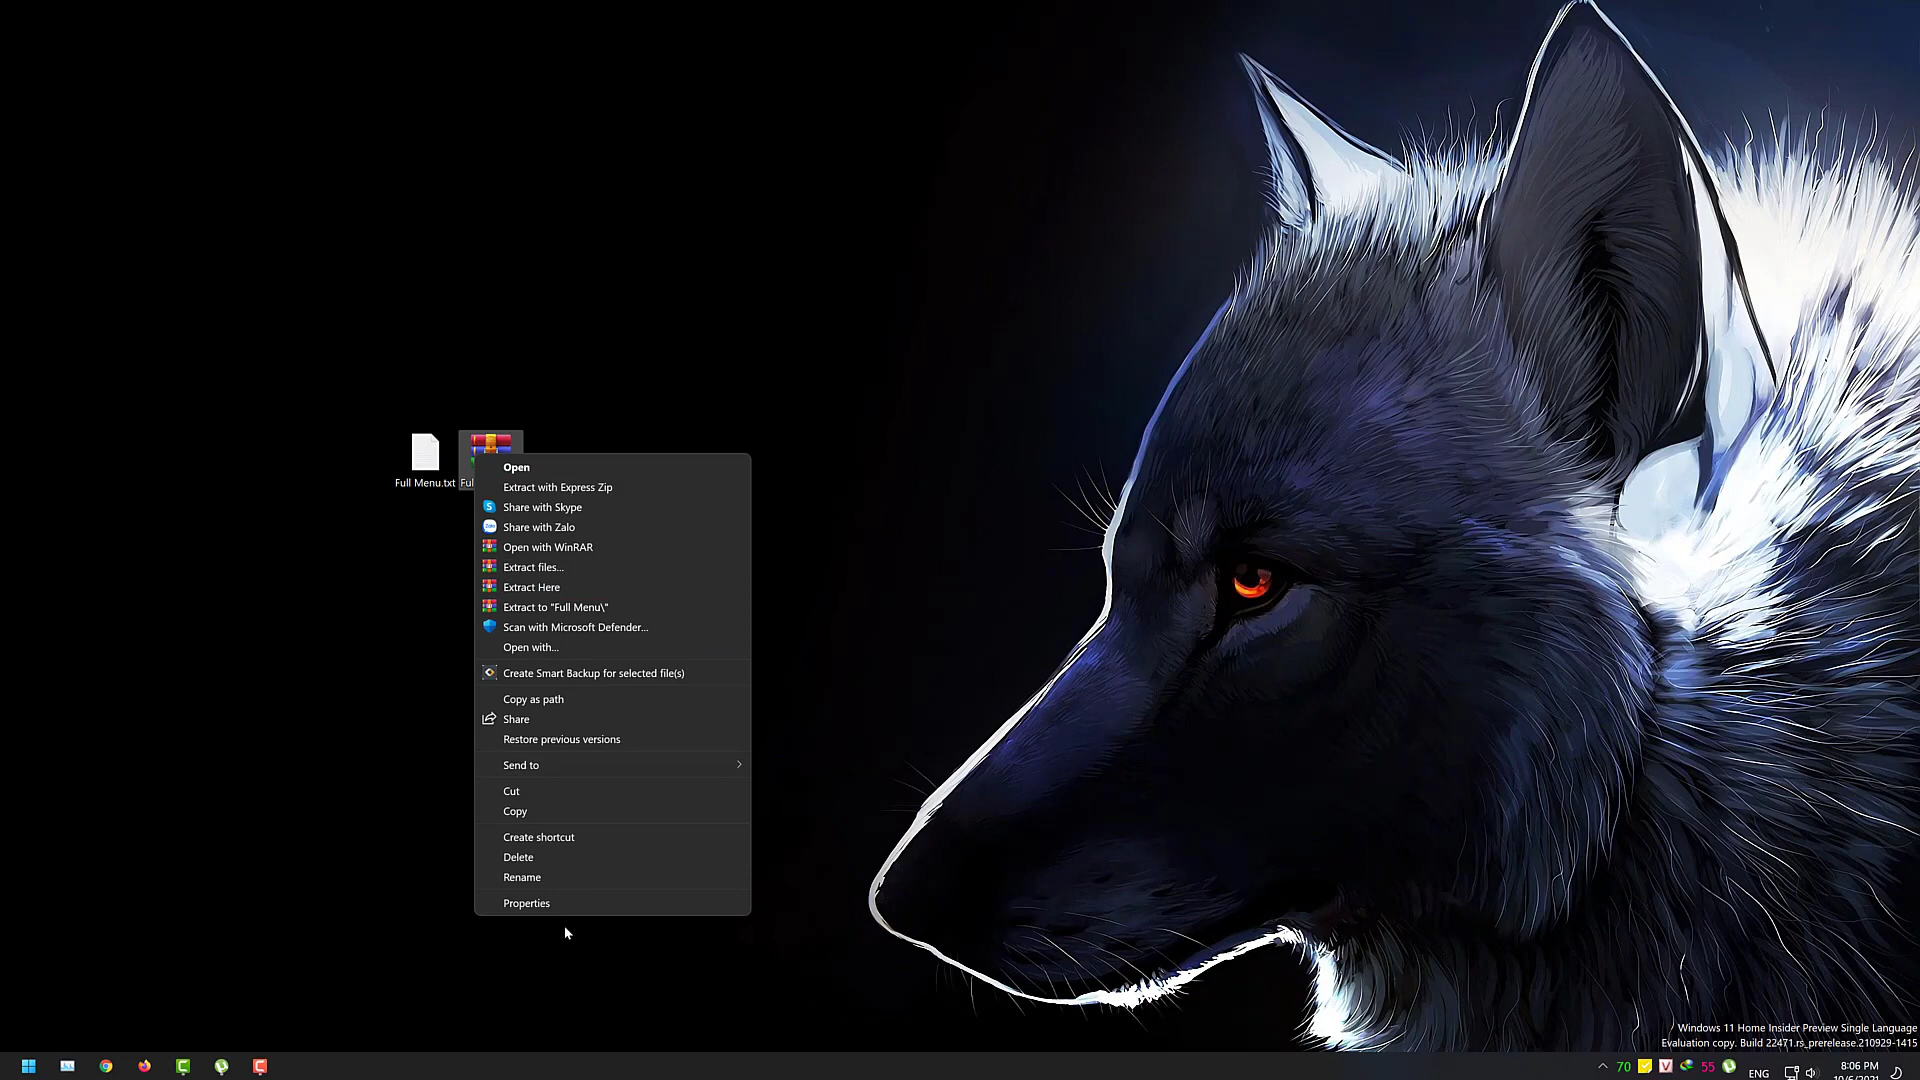 Full Menu.txt
Ful
Open
Extract with Express Zip
Share with Skype
Share with Zalo
Open with WinRAR
Extract files...
Extract Here
Extract to "Full Menu\"
Scan with Microsoft Defender...
Open with...
Create Smart Backup for selected file(s)
Copy as path
Share
Restore previous versions
Send to
Cut
Copy
Create shortcut
Delete
Rename
Properties
Windows 11 Home Insider Preview Single Language
Evaluation copy. Build 22471.rs_prerelease.210929-1415
70
55
ENG
8:06 PM